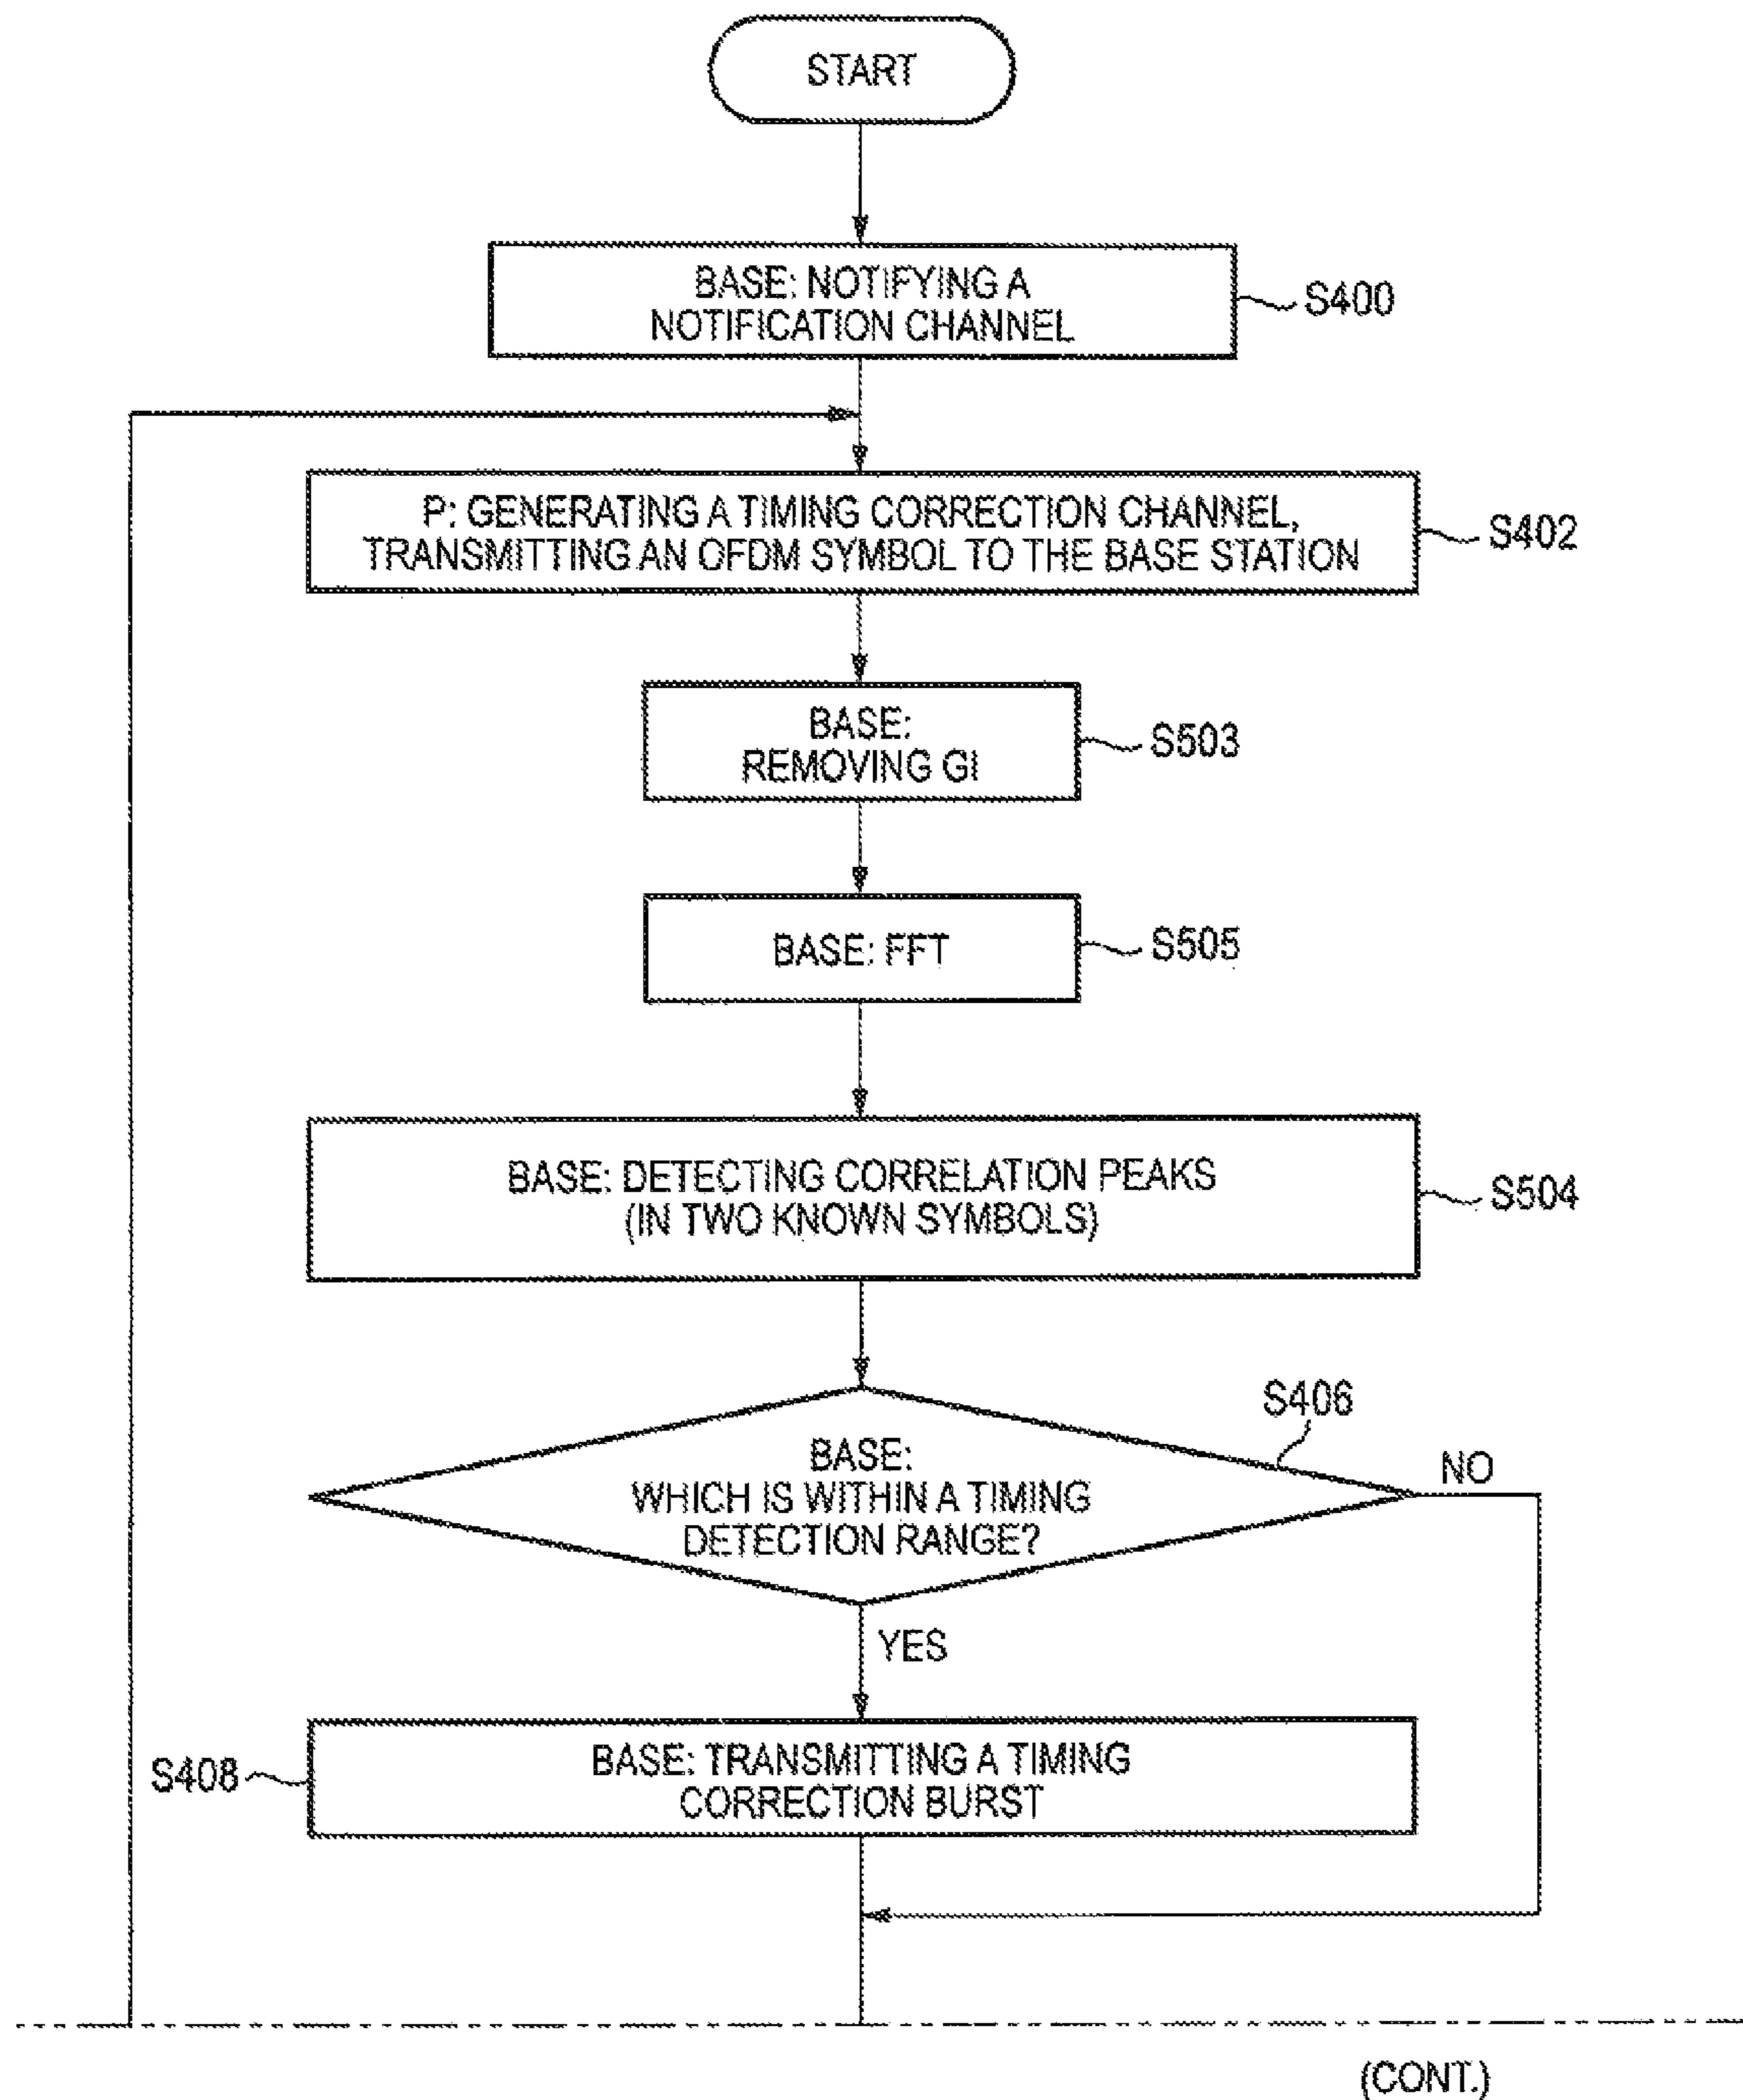 START
BASE: NOTIFYING A
NOTIFICATION CHANNEL
S400
P: GENERATING A TIMING CORRECTION CHANNEL,
TRANSMITTING AN OFDM SYMBOL TO THE BASE STATION
S402
BASE:
REMOVING GI
S503
BASE: FFT
S505
BASE: DETECTING CORRELATION PEAKS
(IN TWO KNOWN SYMBOLS)
S504
S406
BASE:
WHICH IS WITHIN A TIMING
DETECTION RANGE?
NO
YES
S408
BASE: TRANSMITTING A TIMING
CORRECTION BURST
(CONT.)